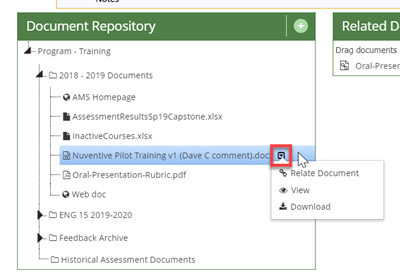 Notes
Document Repository
Related D
Program - Training
Drag documents
2018 - 2019 Documents
Oral-Presen
AMS Homepage
AssessmentResultsSp19Capstone.xlsx
InactiveCourses.xlsx
Nuventive Pilot Training v1 (Dave C comment).doc
Oral-Presentation-Rubric.pdf
Relate Document
Web doc
View
Download
ENG 15 2019-2020
Feedback Archive
Historical Assessment Documents